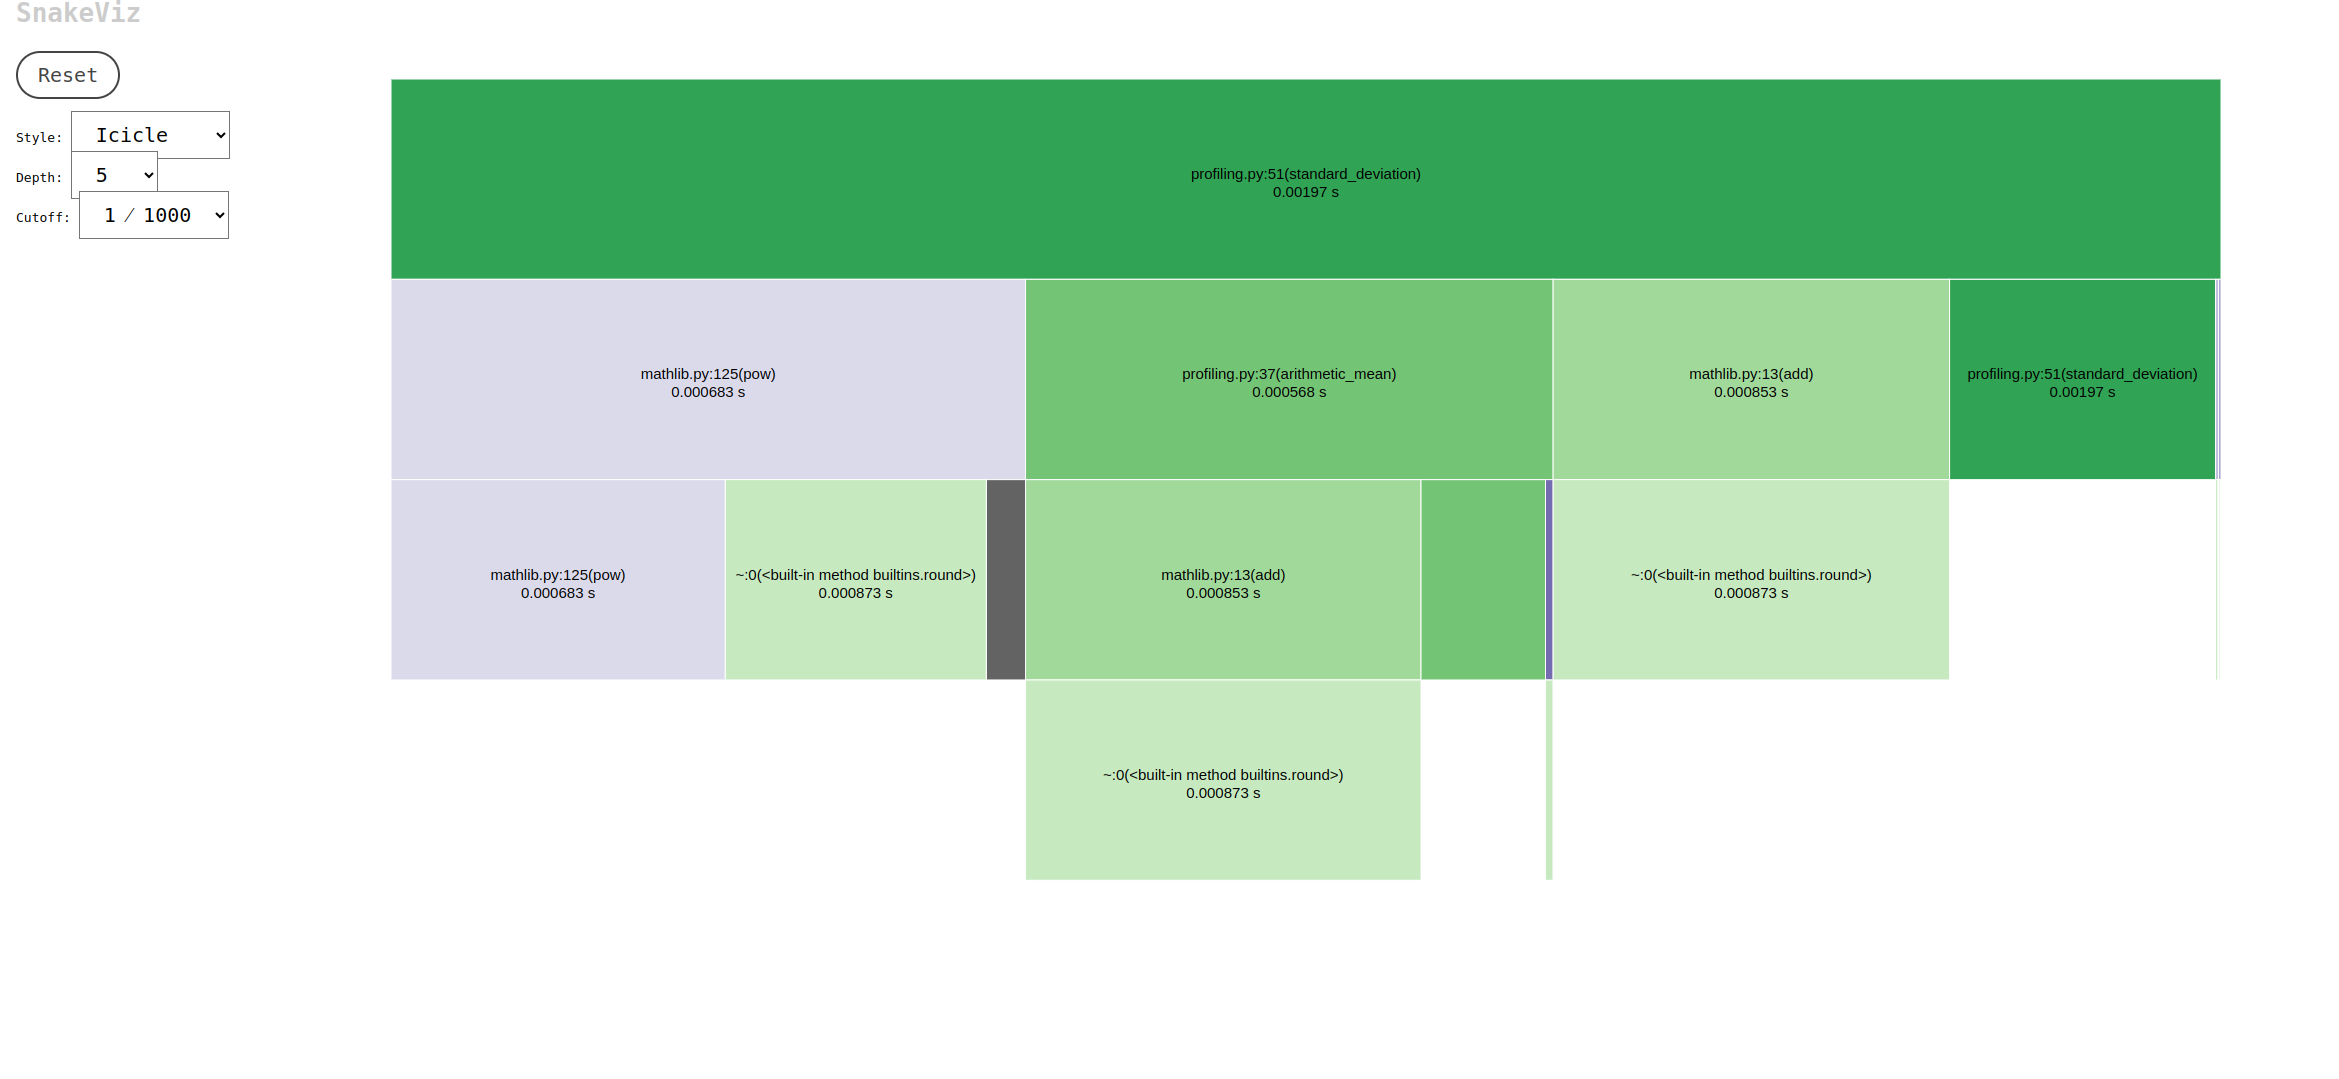 SnakeViz
Reset
Style: Icicle
Depth: 5
Cutoff: 1 / 1000
profiling.py:51(standard_deviation)
0.00197 s
mathlib.py:125(pow)
0.000683 s
profiling.py:37(arithmetic_mean)
0.000568 s
mathlib.py:13(add)
0.000853 s
profiling.py:51(standard_deviation)
0.00197 s
mathlib.py:125(pow)
0.000683 s
~:0(<built-in method builtins.round>)
0.000873 s
mathlib.py:13(add)
0.000853 s
~:0(<built-in method builtins.round>)
0.000873 s
~:0(<built-in method builtins.round>)
0.000873 s